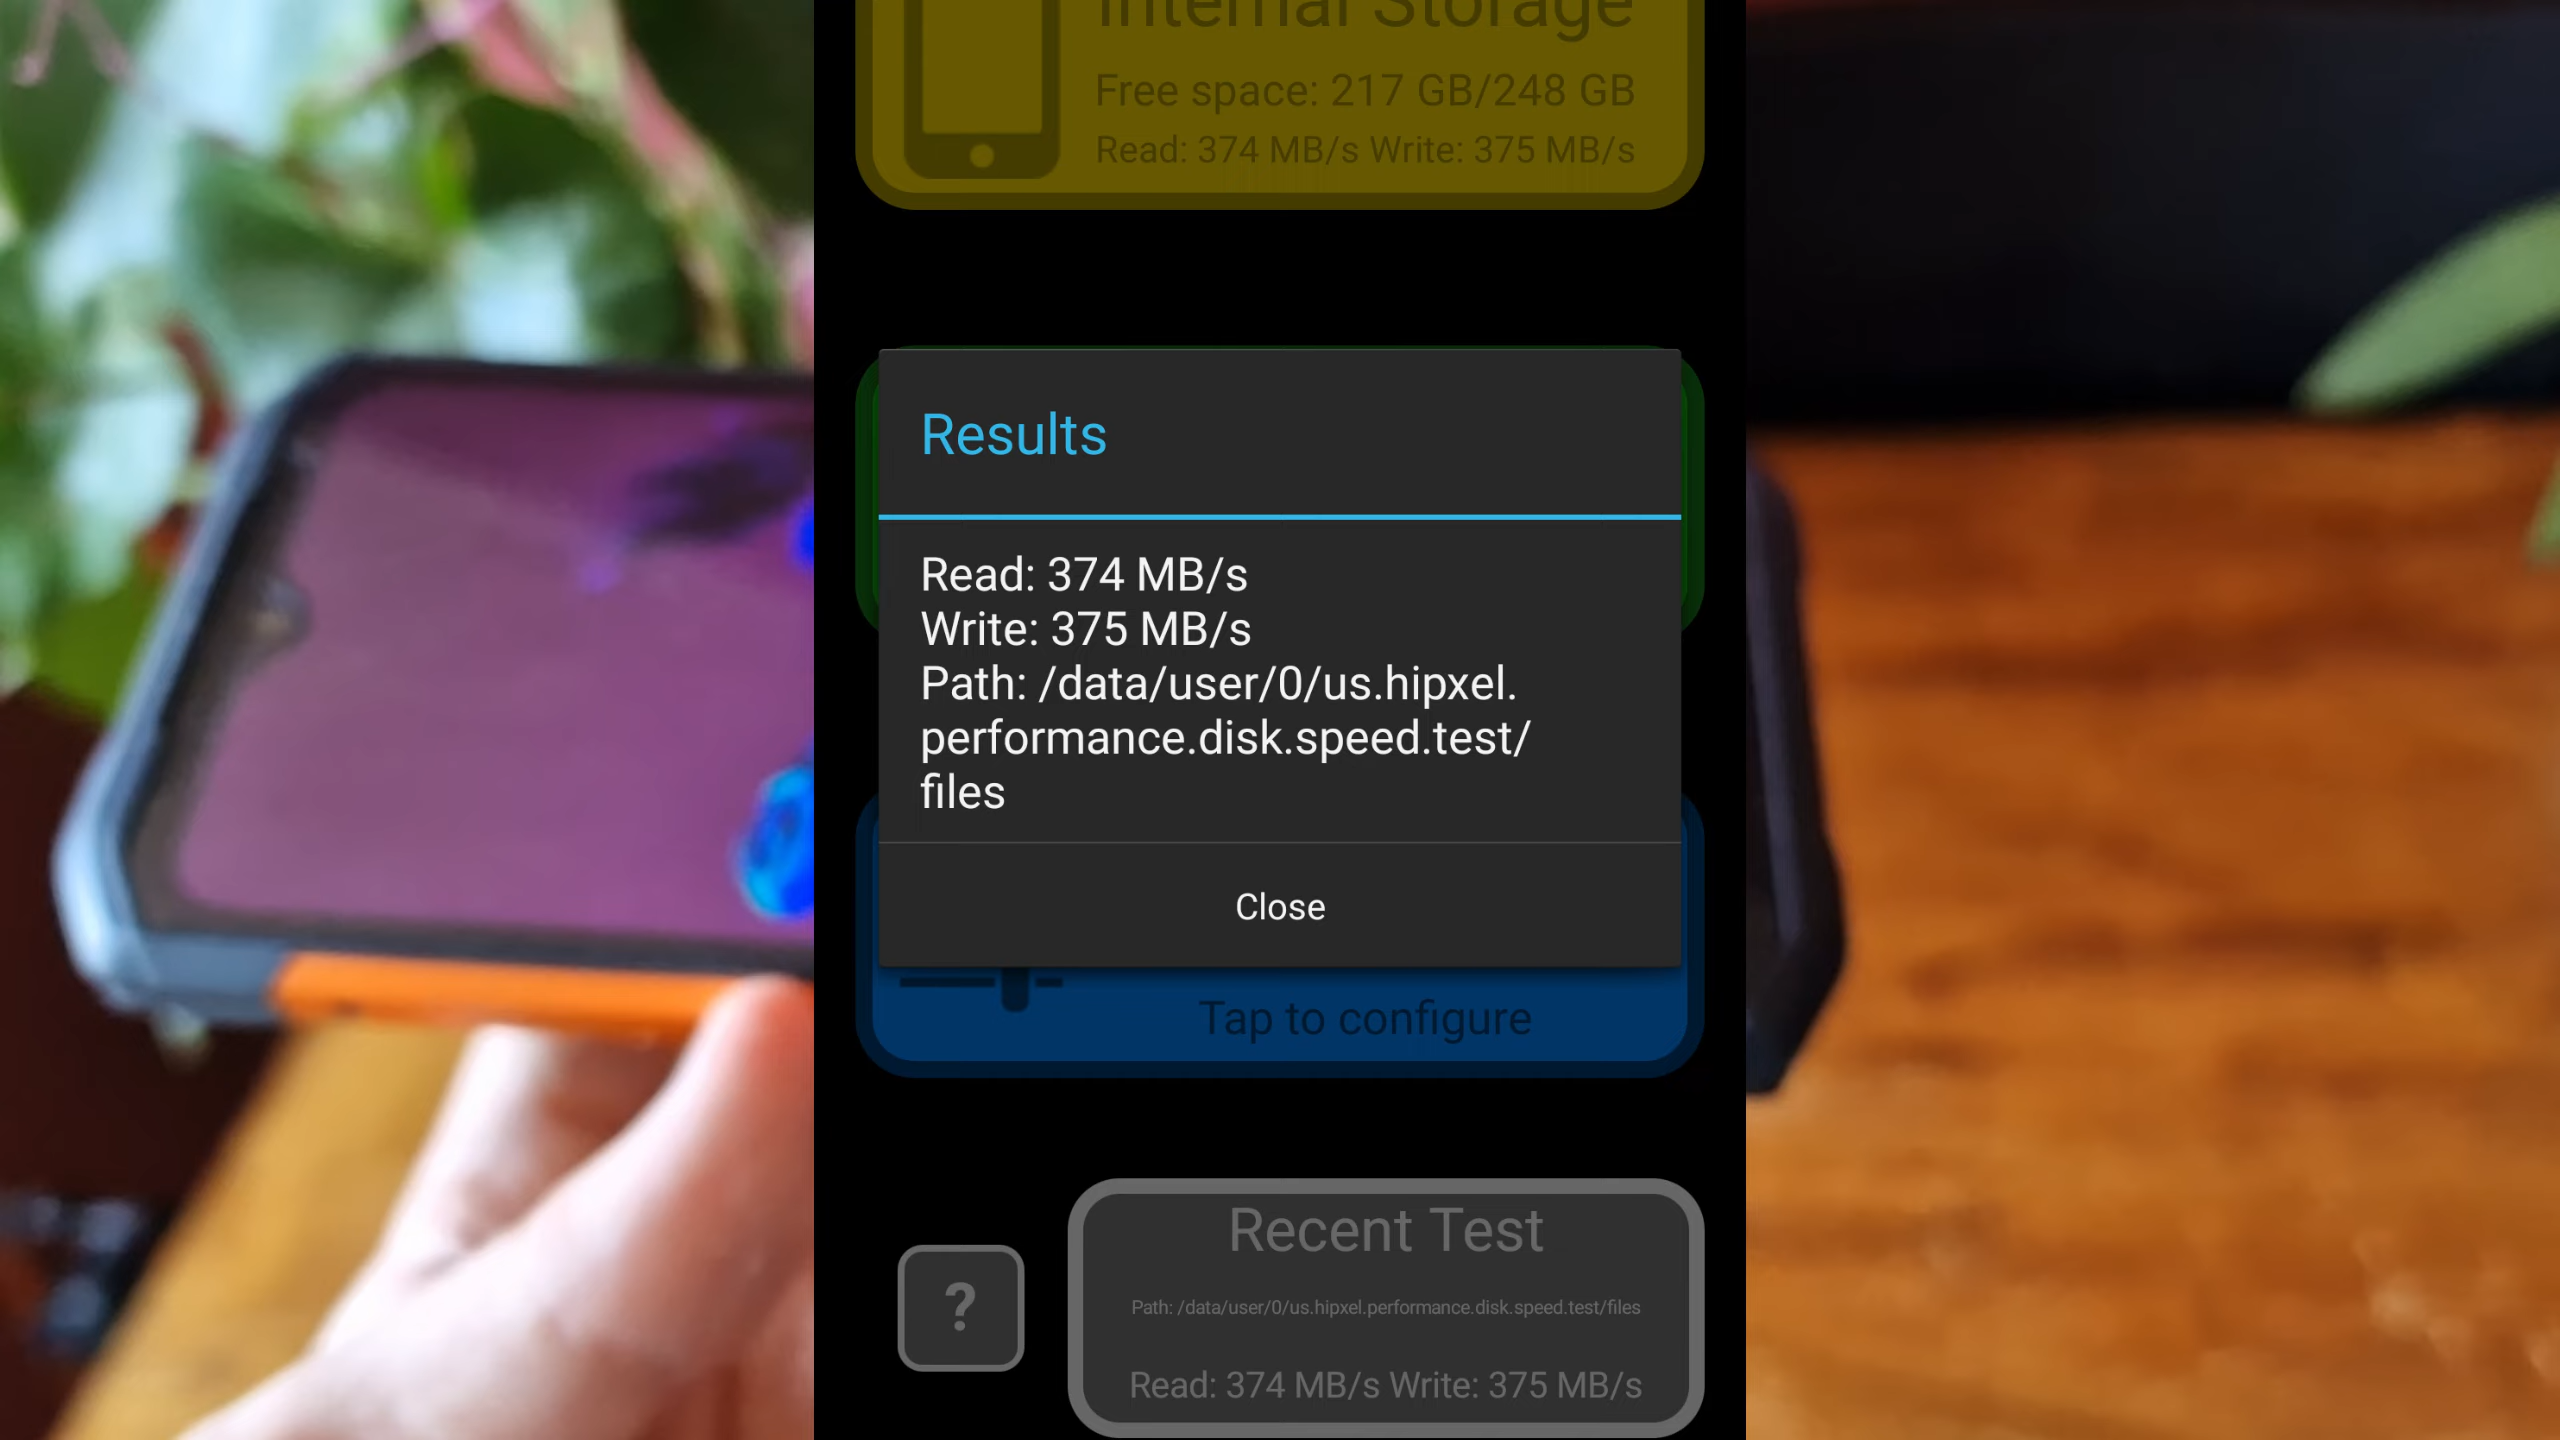 Internal Storage
Free space: 217 GB/248 GB
Read: 374 MB/s Write: 375 MB/s
Results
Read: 374 MB/s
Write: 375 MB/s
Path: /data/user/0/us.hipxel.
performance.disk.speed.test/
files
Close
Tap to configure
Recent Test
?
Path: /data/user/0/us.hipxel.performance.disk.speed.test/files
Read: 374 MB/s Write: 375 MB/s